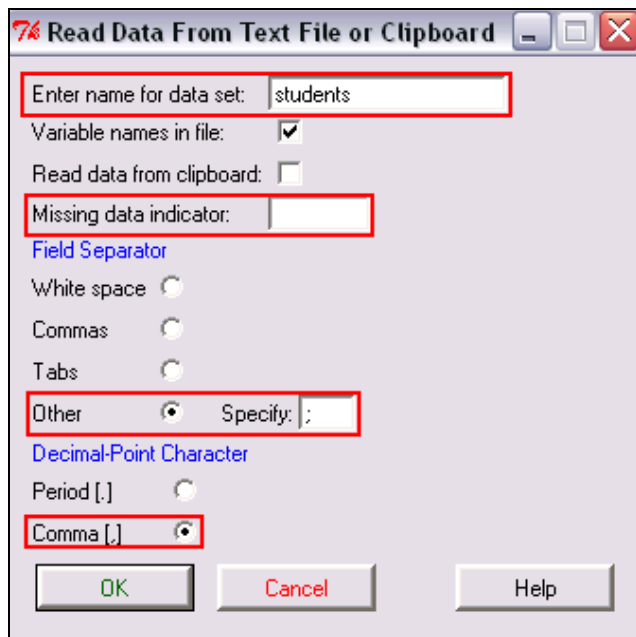 Read Data From Text File or Clipboard
Enter name for data set: students
Variable names in file:
Read data from clipboard:
Missing data indicator:
Field Separator
White space
Commas
Tabs
Other Specify: ;
Decimal-Point Character
Period [.]
Comma [,]
OK Cancel Help